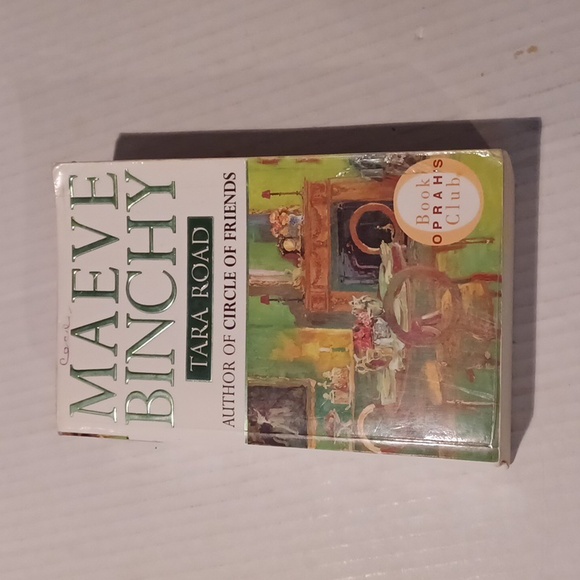 MAEVE
BINCHY
TARA ROAD
AUTHOR OF CIRCLE OF FRIENDS
Book
OPRAH'S
Club